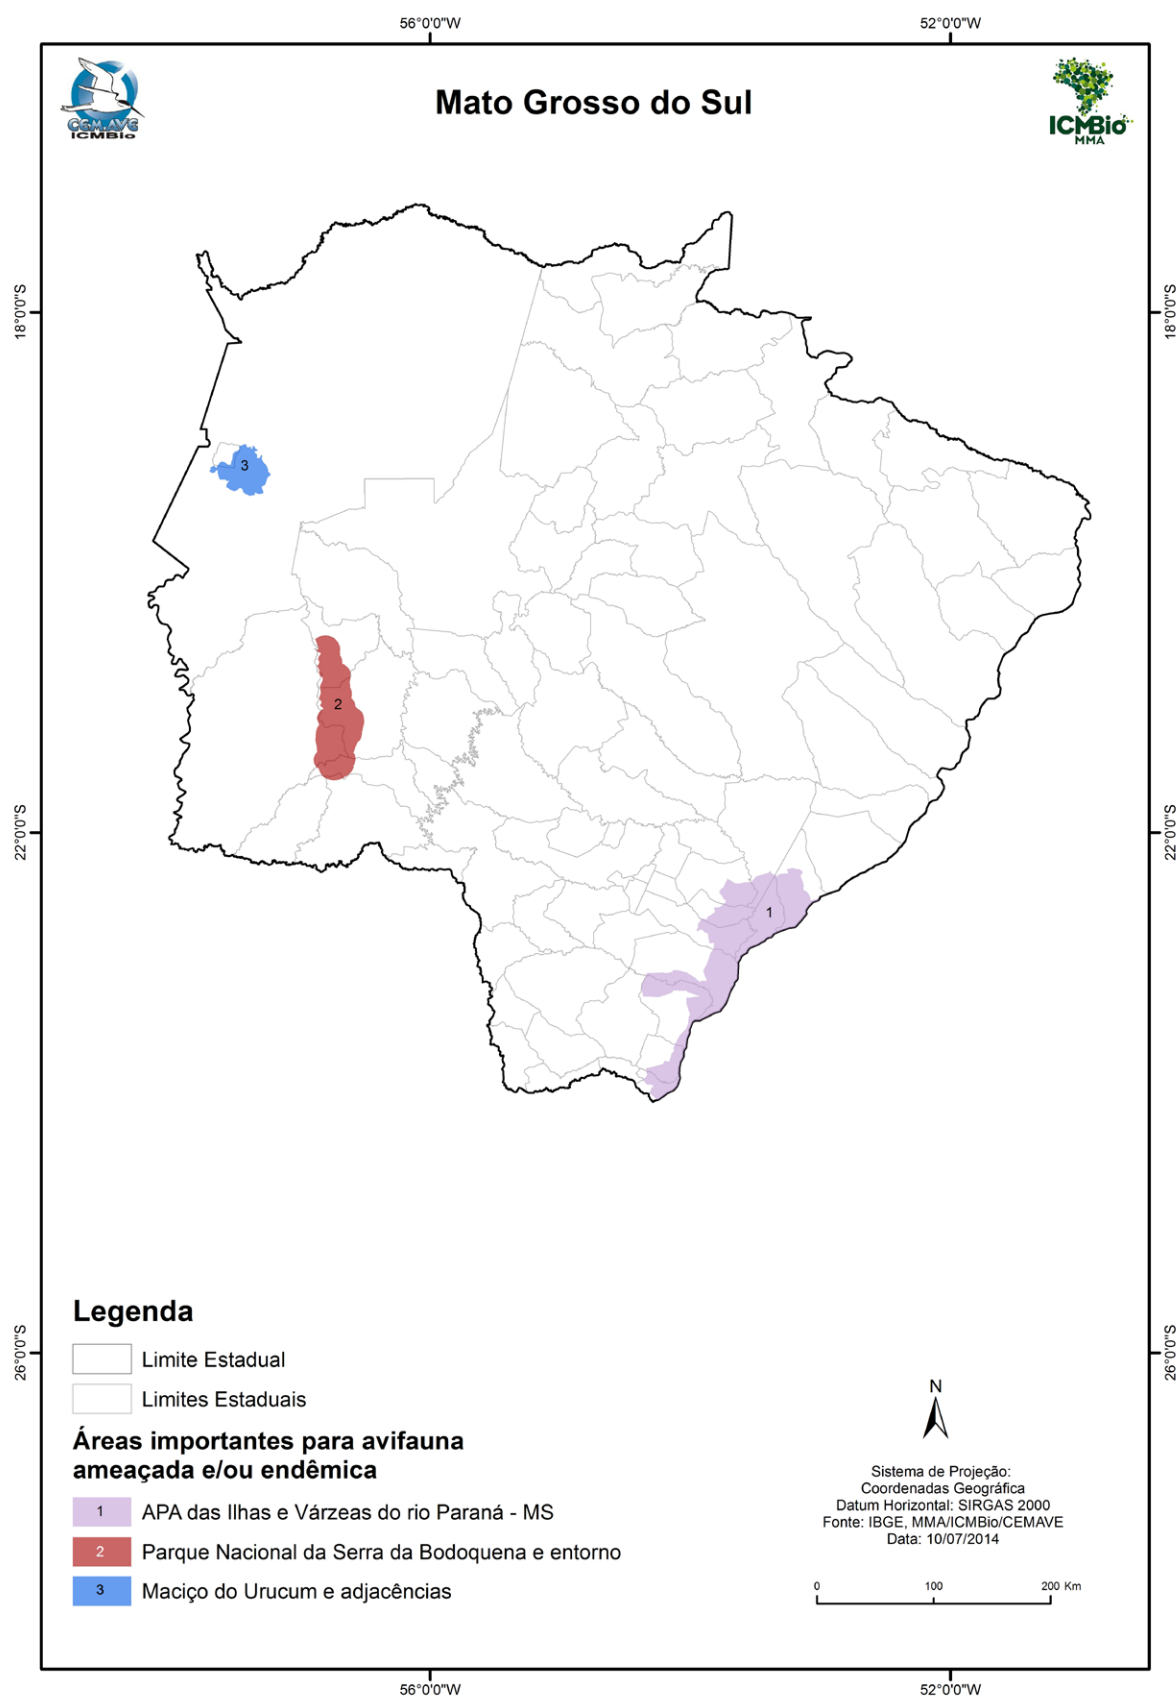 56°0'0"W
52°0'0"W
CEMAVE
ICMBio
Mato Grosso do Sul
ICMBio
MMA
18°0'0"S
18°0'0"S
3
2
22°0'0"S
22°0'0"S
1
Legenda
Limite Estadual
Limites Estaduais
26°0'0"S
26°0'0"S
Áreas importantes para avifauna
ameaçada e/ou endêmica
1 APA das Ilhas e Várzeas do rio Paraná - MS
2 Parque Nacional da Serra da Bodoquena e entorno
3 Maciço do Urucum e adjacências
N
Sistema de Projeção:
Coordenadas Geográfica
Datum Horizontal: SIRGAS 2000
Fonte: IBGE, MMA/ICMBio/CEMAVE
Data: 10/07/2014
0 100 200 Km
56°0'0"W
52°0'0"W